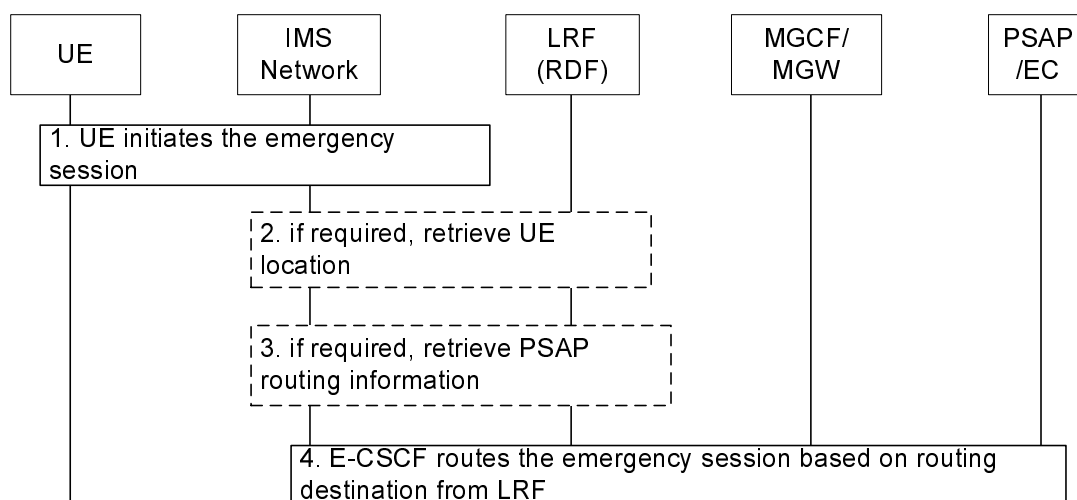 UE
IMS
Network
LRF
(RDF)
MGCF/
MGW
PSAP
/EC
1. UE initiates the emergency
session
2. if required, retrieve UE
location
3. if required, retrieve PSAP
routing information
4. E-CSCF routes the emergency session based on routing
destination from LRF